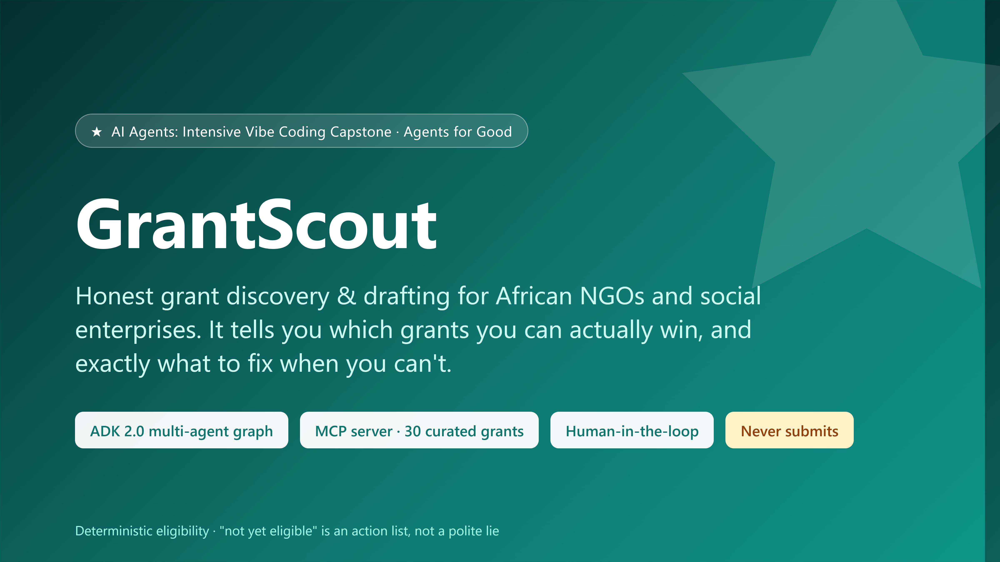 ★ AI Agents: Intensive Vibe Coding Capstone · Agents for Good
GrantScout
Honest grant discovery & drafting for African NGOs and social
enterprises. It tells you which grants you can actually win, and
exactly what to fix when you can't.
ADK 2.0 multi-agent graph
MCP server · 30 curated grants
Human-in-the-loop
Never submits
Deterministic eligibility · "not yet eligible" is an action list, not a polite lie